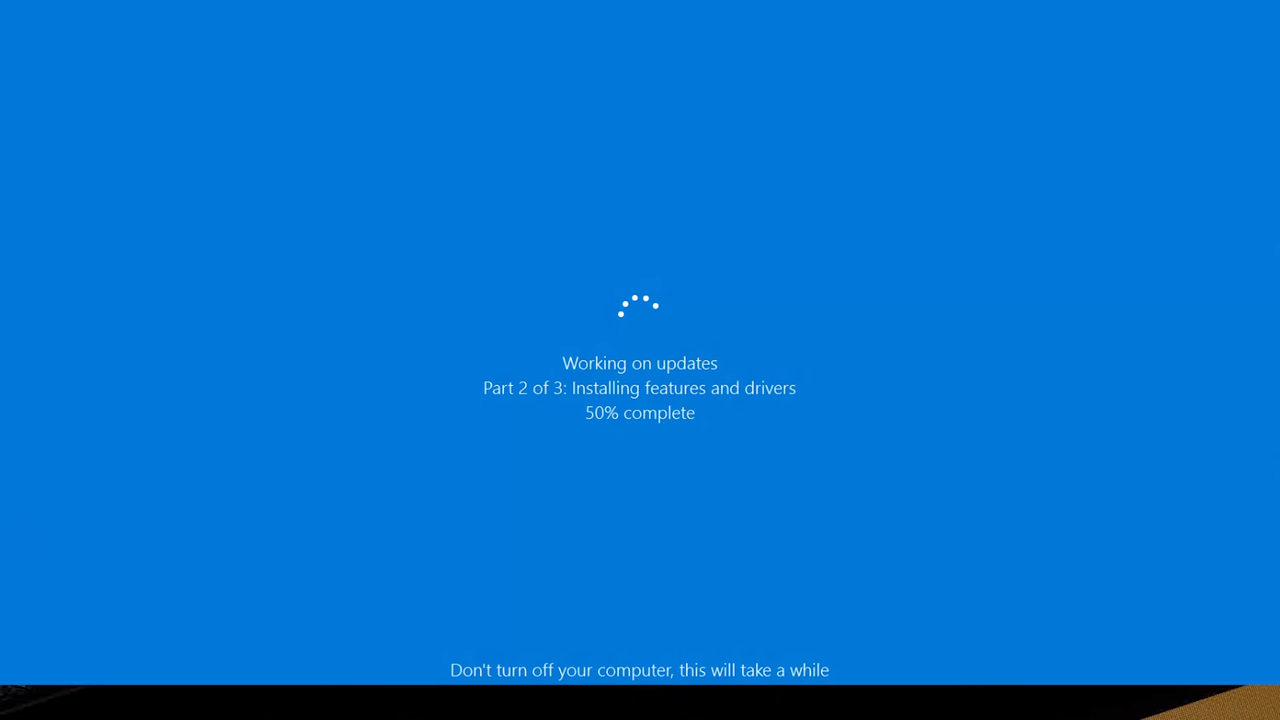 Working on updates
Part 2 of 3: Installing features and drivers
50% complete
Don't turn off your computer, this will take a while